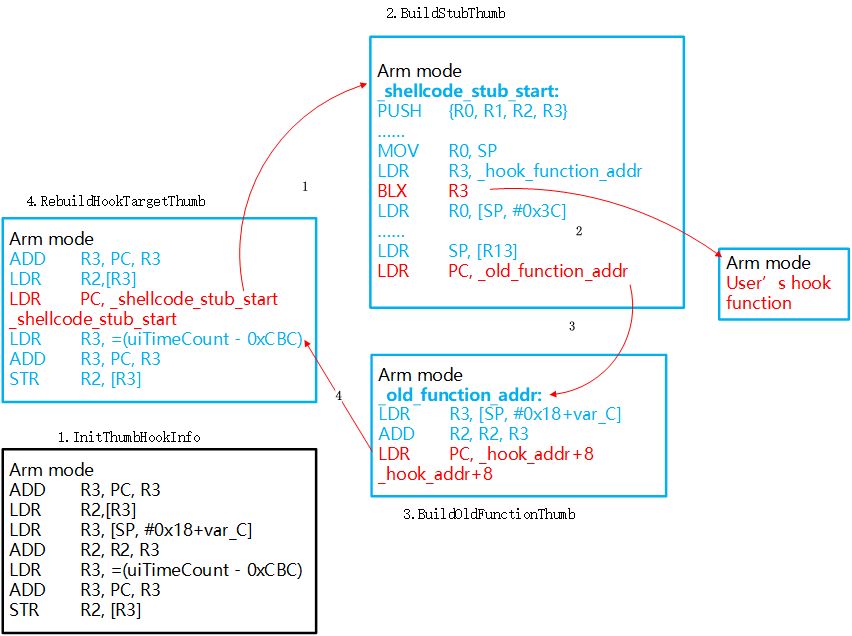 2.BuildStubThumb
Arm mode
_shellcode_stub_start:
PUSH {R0, R1, R2, R3}
......
MOV R0, SP
LDR R3, _hook_function_addr
BLX R3
LDR R0, [SP, #0x3C]
......
LDR SP, [R13]
LDR PC, _old_function_addr
1
2
3
4
4.RebuildHookTargetThumb
Arm mode
ADD R3, PC, R3
LDR R2,[R3]
LDR PC, _shellcode_stub_start
_shellcode_stub_start
LDR R3, =(uiTimeCount - 0xCBC)
ADD R3, PC, R3
STR R2, [R3]
Arm mode
User's hook
function
Arm mode
_old_function_addr:
LDR R3, [SP, #0x18+var_C]
ADD R2, R2, R3
LDR PC, _hook_addr+8
_hook_addr+8
3.BuildOldFunctionThumb
1.InitThumbHookInfo
Arm mode
ADD R3, PC, R3
LDR R2,[R3]
LDR R3, [SP, #0x18+var_C]
ADD R2, R2, R3
LDR R3, =(uiTimeCount - 0xCBC)
ADD R3, PC, R3
STR R2, [R3]